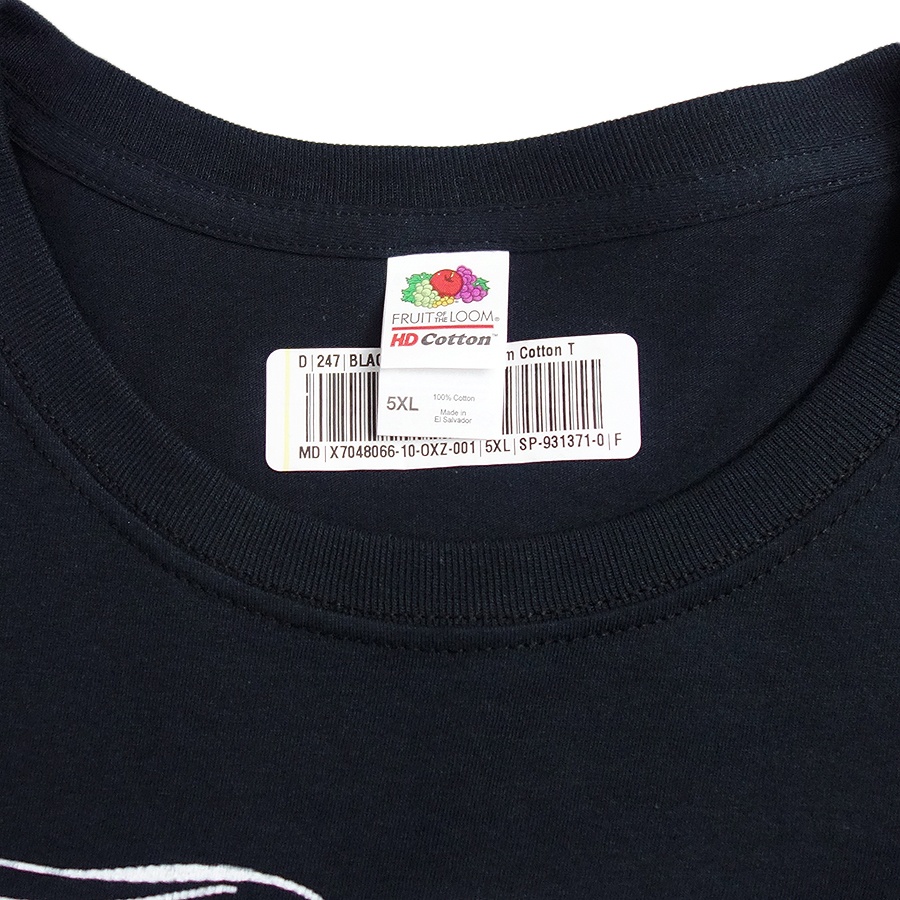 FRUIT OF THE LOOM®
HD Cotton™
D | 247 | BLAC
m Cotton T
5XL
100% Cotton
Made in
El Salvador
MD | X7048066-10-OXZ-001 | 5XL | SP-931371-0 | F